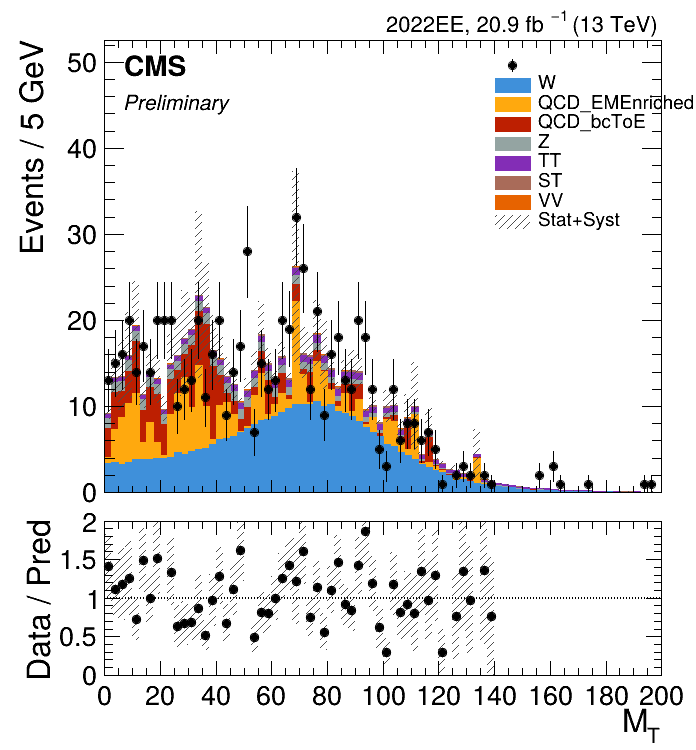 2022EE, 20.9 fb ⁻¹ (13 TeV)
CMS
Preliminary
W
QCD_EMEnriched
QCD_bcToE
Z
TT
ST
VV
Stat+Syst
Events / 5 GeV
50
40
30
20
10
0
Data / Pred
2
1.5
1
0.5
0
0 20 40 60 80 100 120 140 160 180 200
M_T